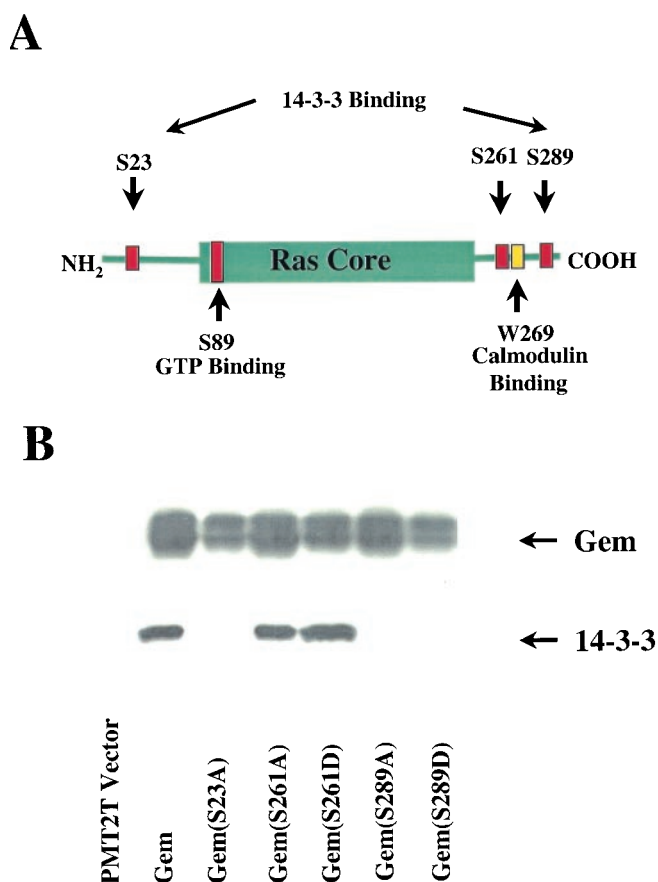 A
14-3-3 Binding
S23
S261 S289
NH2
Ras Core
COOH
S89
GTP Binding
W269
Calmodulin
Binding
B
Gem
14-3-3
PMT2T Vector
Gem
Gem(S23A)
Gem(S261A)
Gem(S261D)
Gem(S289A)
Gem(S289D)